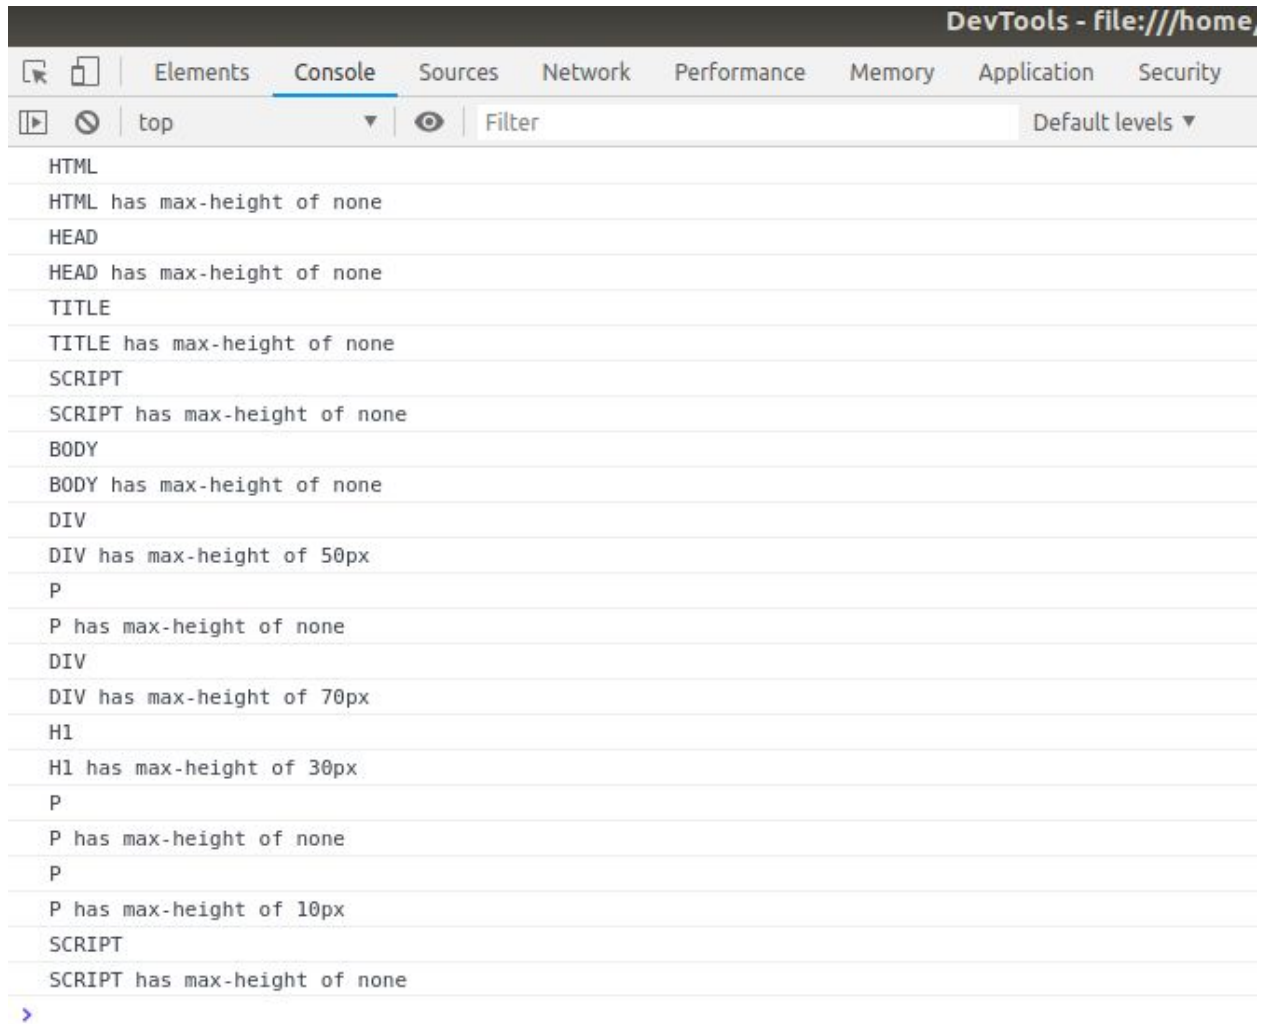 DevTools - file:///home/
Elements Console Sources Network Performance Memory Application Security
top Filter Default levels
HTML
HTML has max-height of none
HEAD
HEAD has max-height of none
TITLE
TITLE has max-height of none
SCRIPT
SCRIPT has max-height of none
BODY
BODY has max-height of none
DIV
DIV has max-height of 50px
P
P has max-height of none
DIV
DIV has max-height of 70px
H1
H1 has max-height of 30px
P
P has max-height of none
P
P has max-height of 10px
SCRIPT
SCRIPT has max-height of none